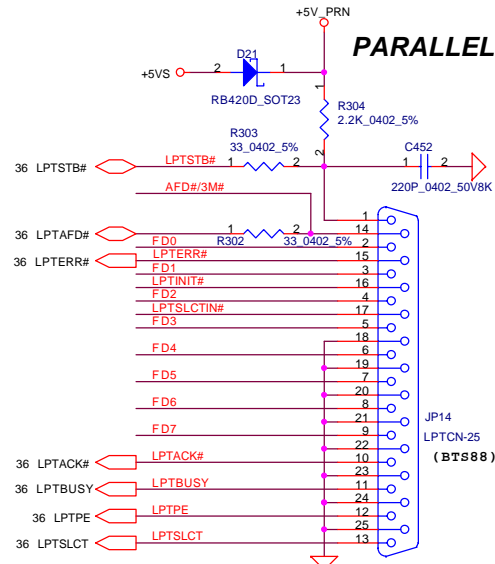 +5V_PRN
PARALLEL
D21
+5VS 2 1
RB420D_SOT23
1
R304
2.2K_0402_5%
R303
33_0402_5%
2
C452
36 LPTSTB# LPTSTB# 1 2 1 2
220P_0402_50V8K
AFD#/3M#
1
36 LPTAFD# 1 2 14
FD0 R302 33_0402_5% 2
36 LPTERR# LPTERR# 15
FD1 3
LPTINIT# 16
FD2 4
LPTSLCTIN# 17
FD3 5
18
FD4 6
19
FD5 7
20
FD6 8
21
JP14
FD7 9
LPTCN-25
22
(BTS88)
36 LPTACK# LPTACK# 10
23
36 LPTBUSY LPTBUSY 11
24
36 LPTPE LPTPE 12
25
36 LPTSLCT LPTSLCT 13